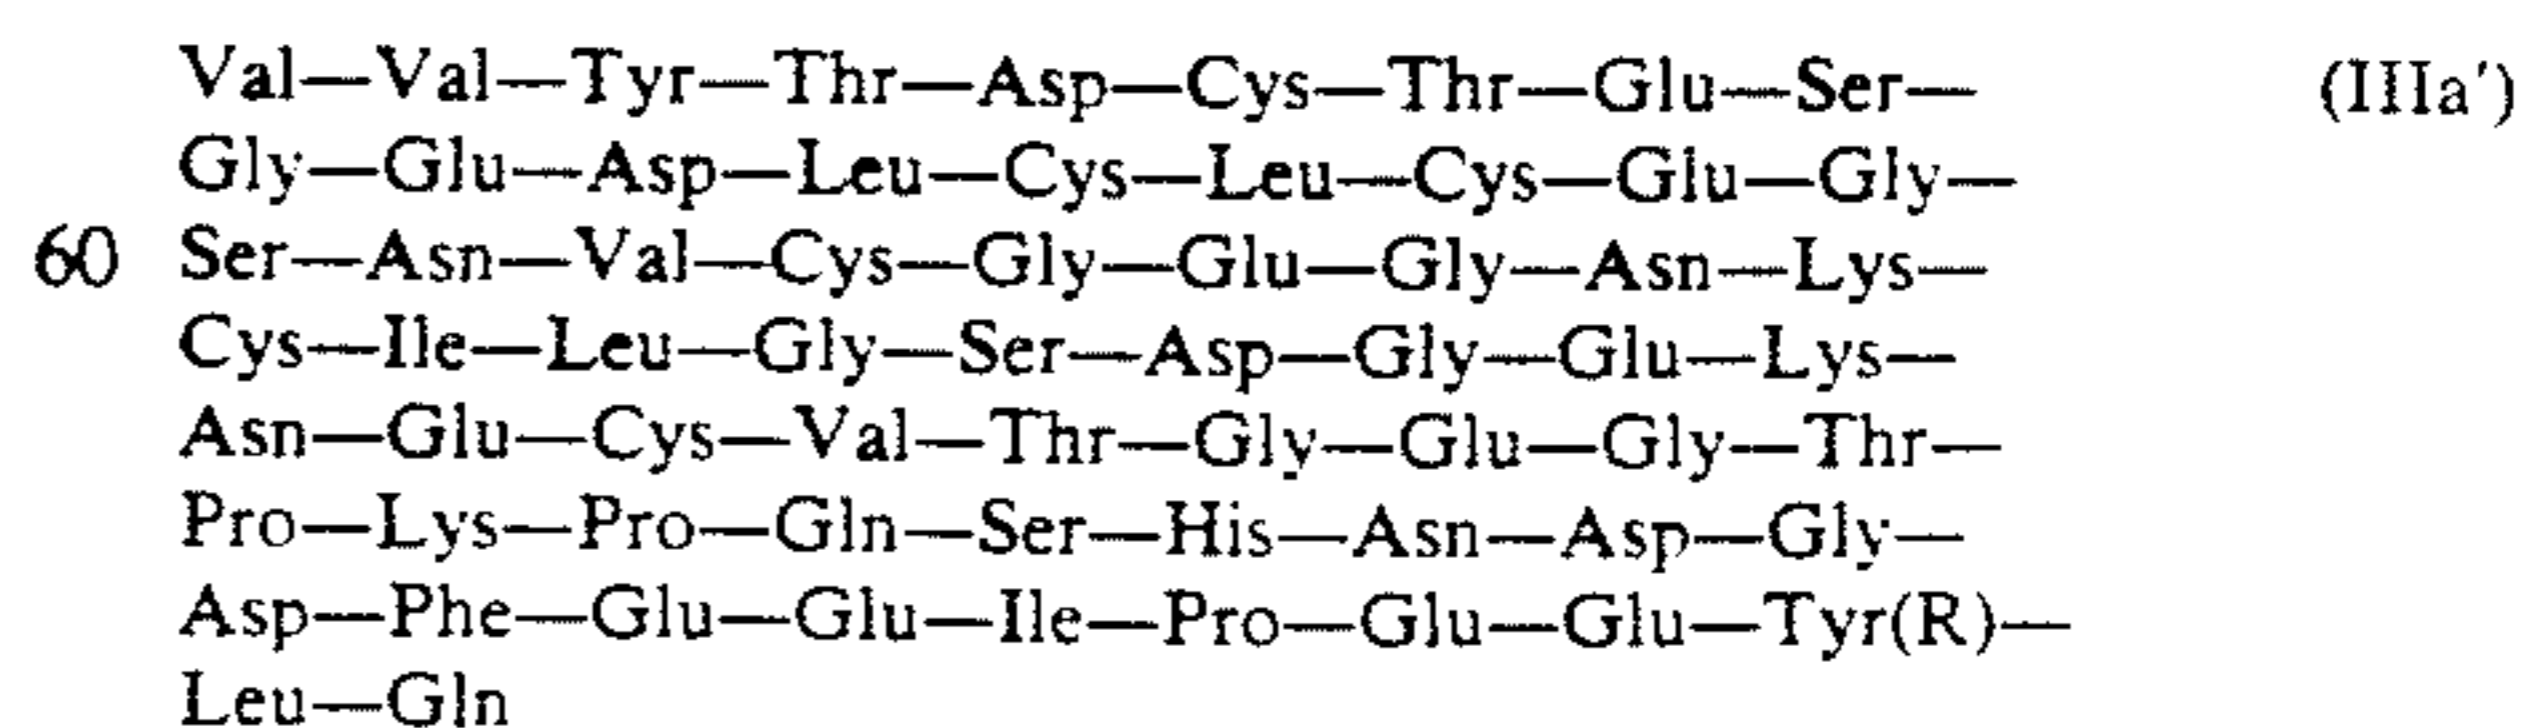 Val—Val—Tyr—Thr—Asp—Cys—Thr—Glu—Ser— (IIIa')
Gly—Glu—Asp—Leu—Cys—Leu—Cys—Glu—Gly—
60 Ser—Asn—Val—Cys—Gly—Glu—Gly—Asn—Lys—
Cys—Ile—Leu—Gly—Ser—Asp—Gly—Glu—Lys—
Asn—Glu—Cys—Val—Thr—Gly—Glu—Gly—Thr—
Pro—Lys—Pro—Gln—Ser—His—Asn—Asp—Gly—
Asp—Phe—Glu—Glu—Ile—Pro—Glu—Glu—Tyr(R)—
Leu—Gln